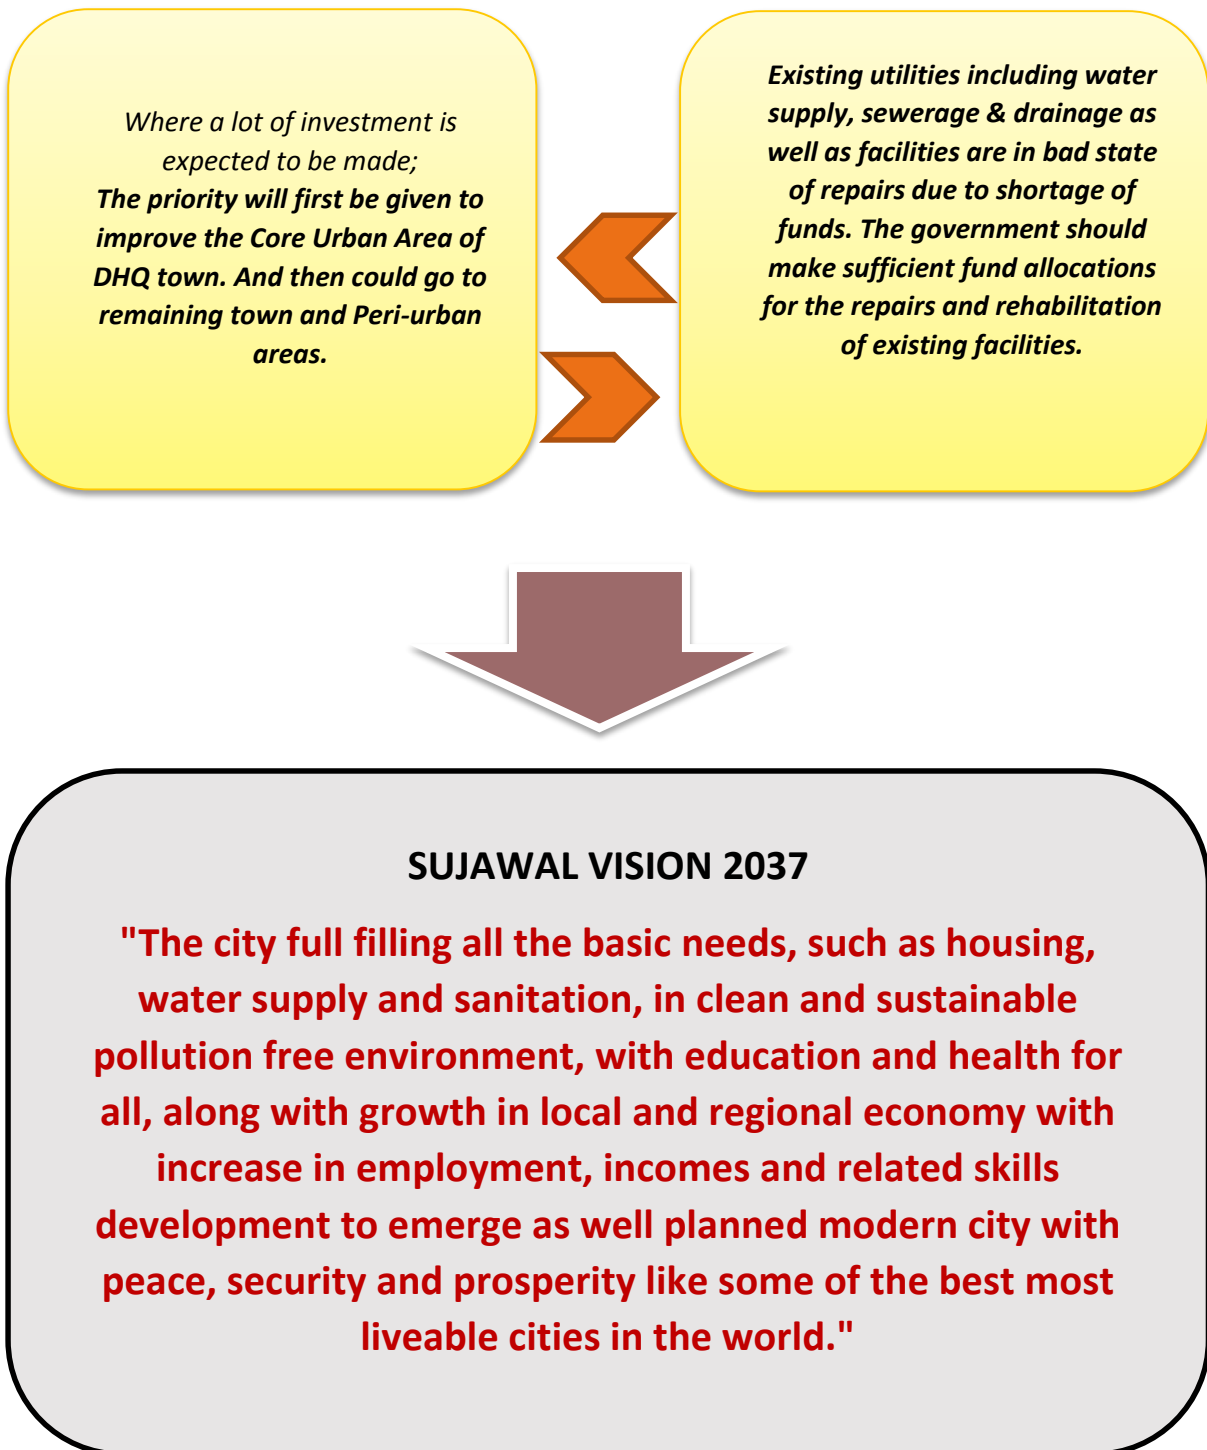 Where a lot of investment is
expected to be made;
The priority will first be given to
improve the Core Urban Area of
DHQ town. And then could go to
remaining town and Peri-urban
areas.
Existing utilities including water
supply, sewerage & drainage as
well as facilities are in bad state
of repairs due to shortage of
funds. The government should
make sufficient fund allocations
for the repairs and rehabilitation
of existing facilities.
SUJAWAL VISION 2037
"The city full filling all the basic needs, such as housing,
water supply and sanitation, in clean and sustainable
pollution free environment, with education and health for
all, along with growth in local and regional economy with
increase in employment, incomes and related skills
development to emerge as well planned modern city with
peace, security and prosperity like some of the best most
liveable cities in the world."